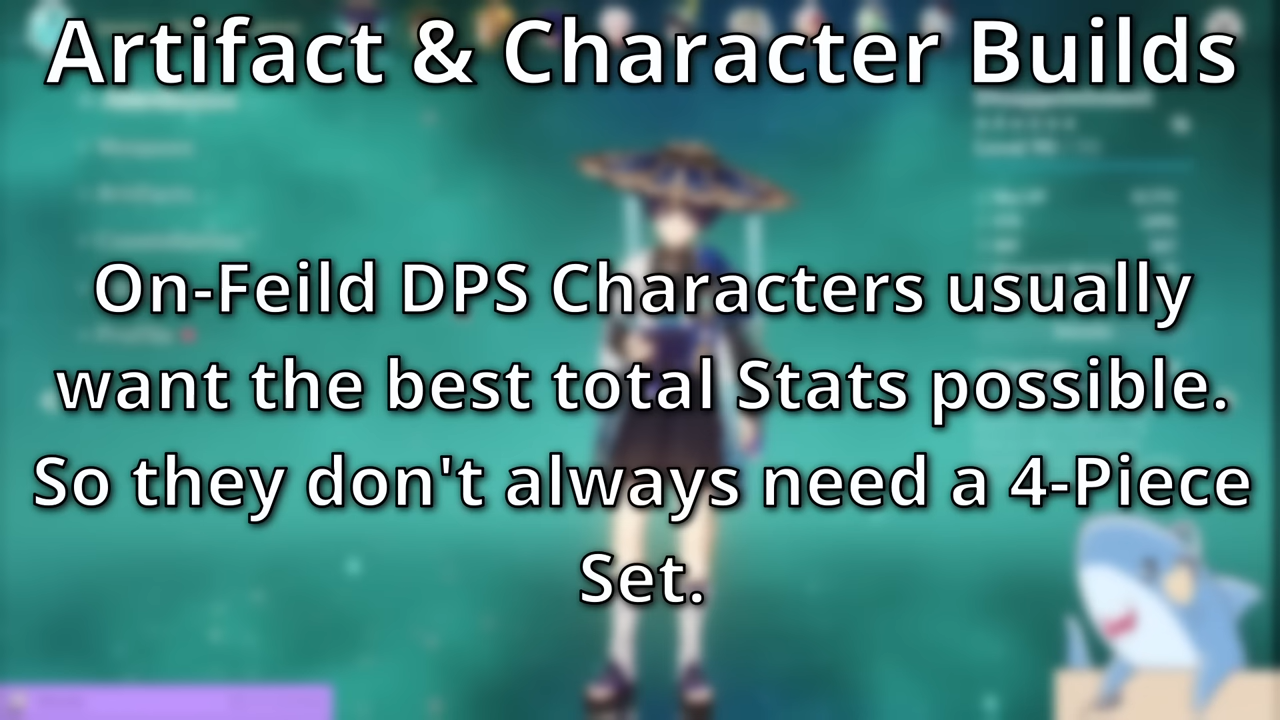 Artifact & Character Builds
On-Feild DPS Characters usually
want the best total Stats possible.
So they don't always need a 4-Piece
Set.